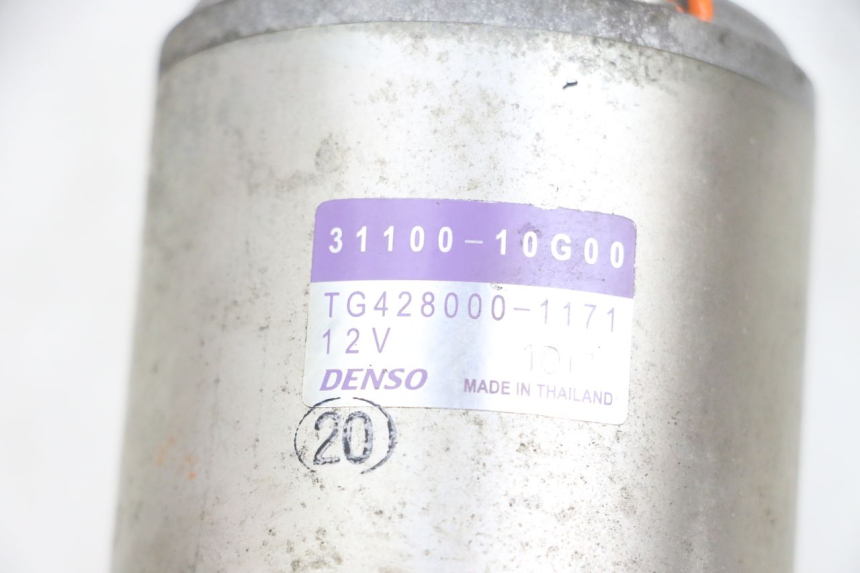 31100-10G00
TG428000-1171
12V
DENSO MADE IN THAILAND
20